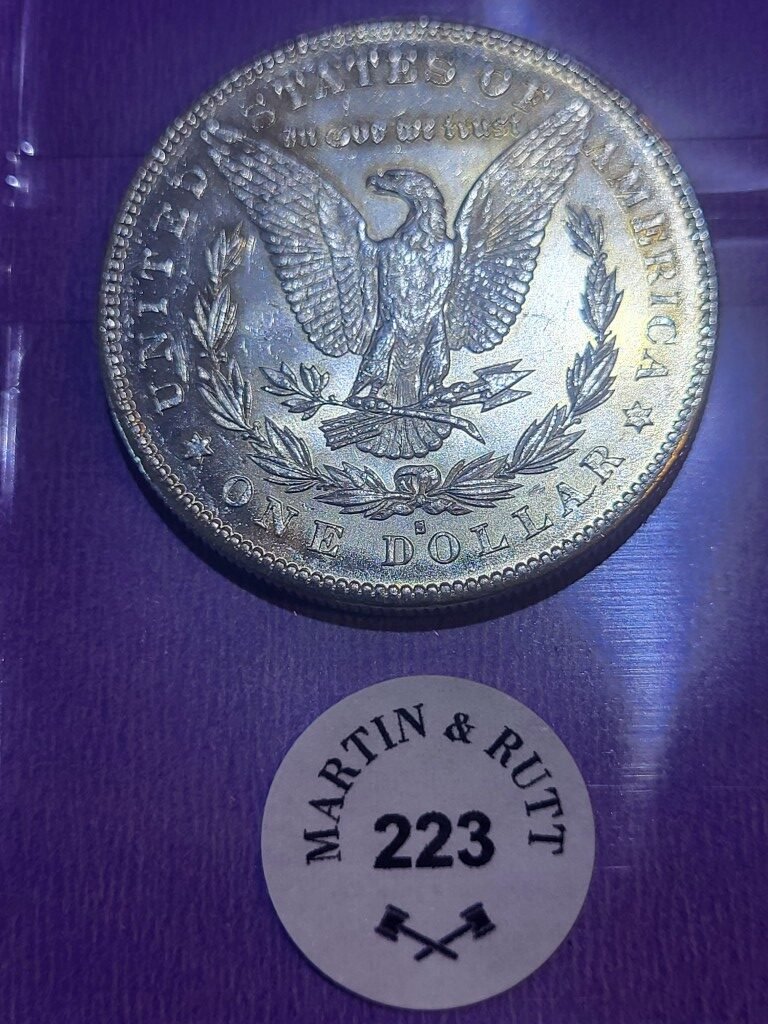 UNITED STATES OF AMERICA
In God we trust
S
ONE DOLLAR
MARTIN & RUTT
223